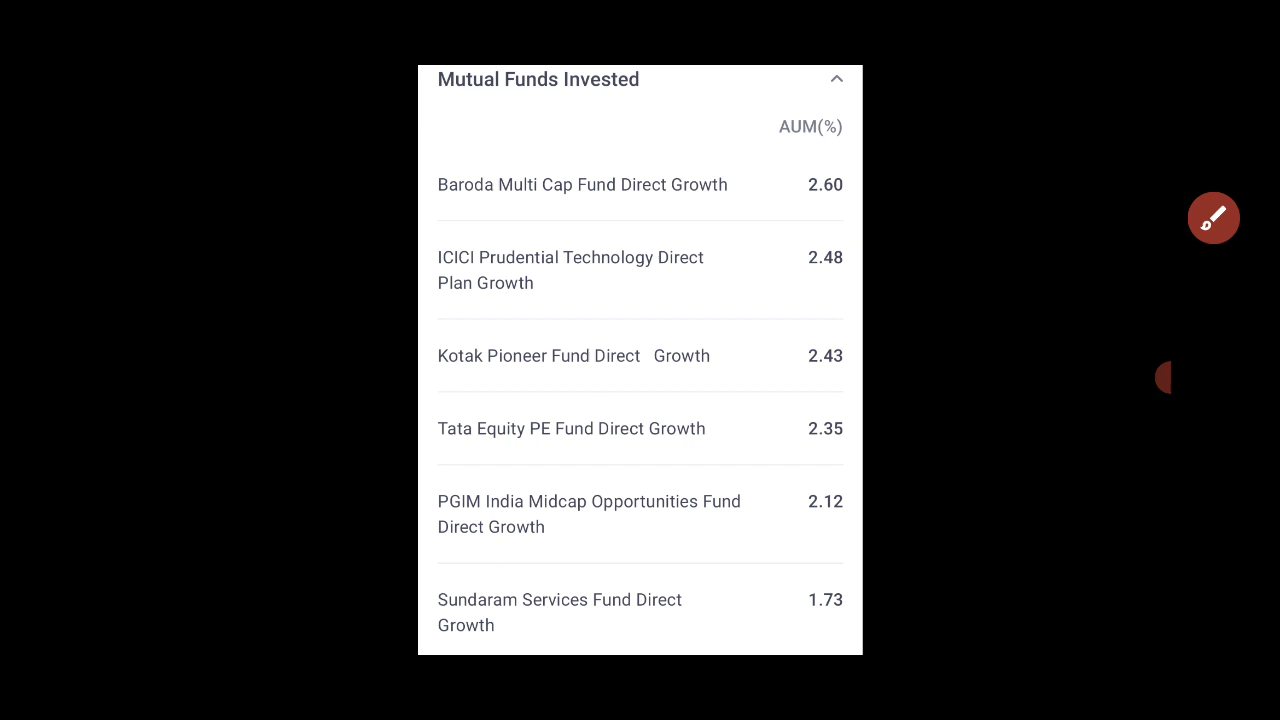 Mutual Funds Invested
AUM(%)
Baroda Multi Cap Fund Direct Growth 2.60
ICICI Prudential Technology Direct 2.48
Plan Growth
Kotak Pioneer Fund Direct Growth 2.43
Tata Equity PE Fund Direct Growth 2.35
PGIM India Midcap Opportunities Fund 2.12
Direct Growth
Sundaram Services Fund Direct 1.73
Growth